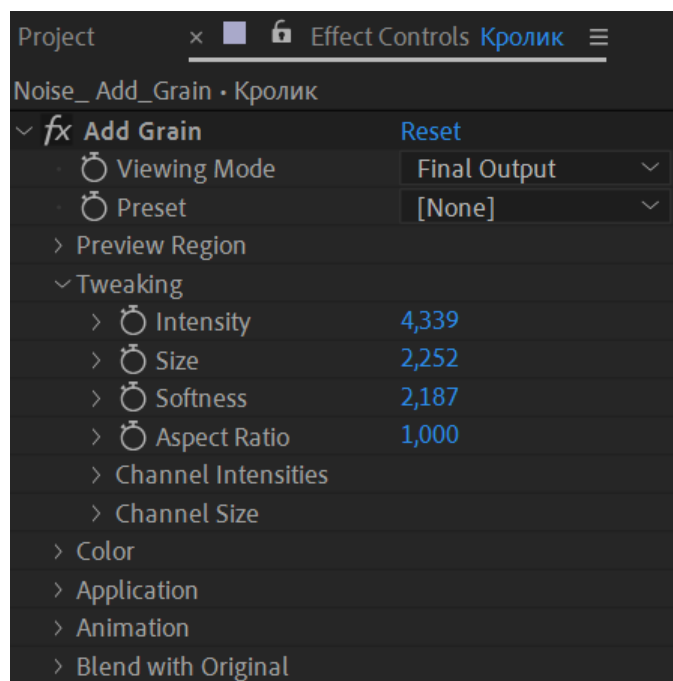 Project × Effect Controls Кролик ☰
Noise_ Add_Grain • Кролик
fx Add Grain Reset
Viewing Mode Final Output
Preset [None]
Preview Region
Tweaking
Intensity 4,339
Size 2,252
Softness 2,187
Aspect Ratio 1,000
Channel Intensities
Channel Size
Color
Application
Animation
Blend with Original